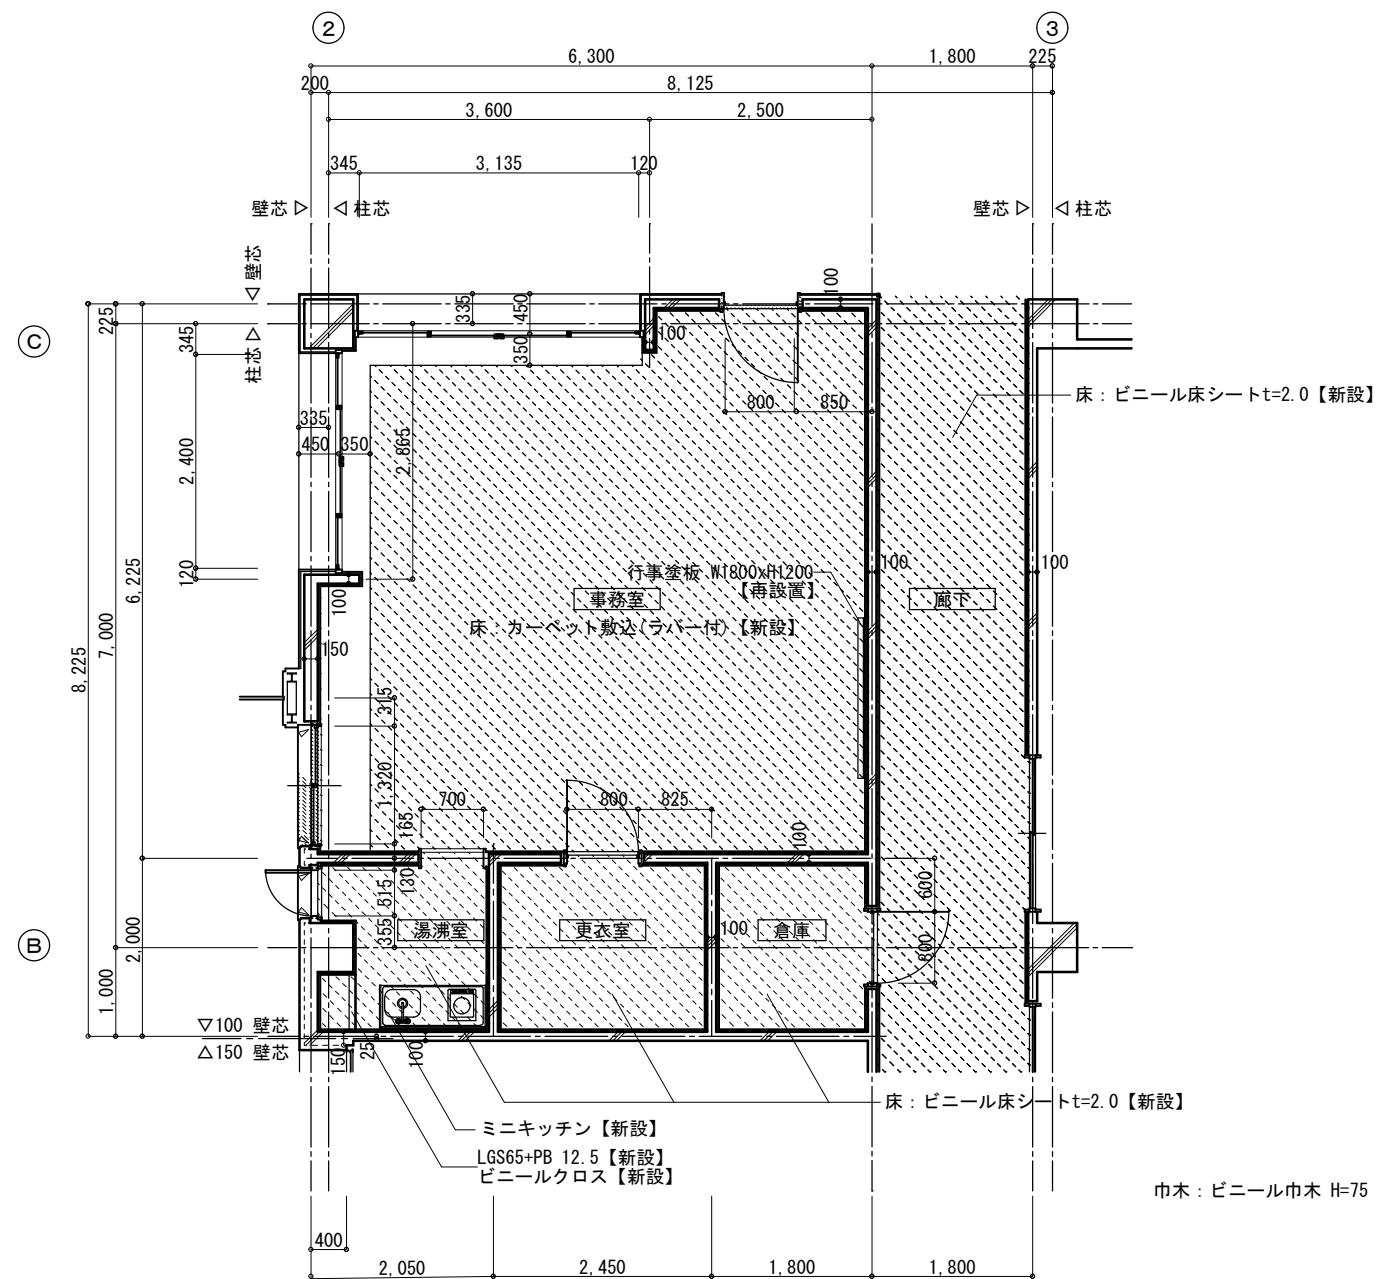 2
3
6,300
1,800
225
200
8,125
3,600
2,500
345
3,135
120
壁芯 ▷
◁ 柱芯
壁芯 ▷
◁ 柱芯
◁ 壁芯
柱芯 ▷
C
225
345
335
450
350
100
100
800
850
床：ビニール床シートt=2.0【新設】
335
450
350
2,865
2,400
120
6,225
7,000
8,225
行事塗板 W1800xH1200
【再設置】
事務室
床：カーペット敷込(ラバー付)【新設】
100
廊下
100
100
150
315
1,320
165
700
800
825
100
130
515
355
湯沸室
更衣室
100
倉庫
600
800
B
2,000
1,000
▽100 壁芯
△150 壁芯
150
25
100
床：ビニール床シートt=2.0【新設】
ミニキッチン【新設】
LGS65+PB 12.5【新設】
ビニールクロス【新設】
巾木：ビニール巾木 H=75
400
2,050
2,450
1,800
1,800